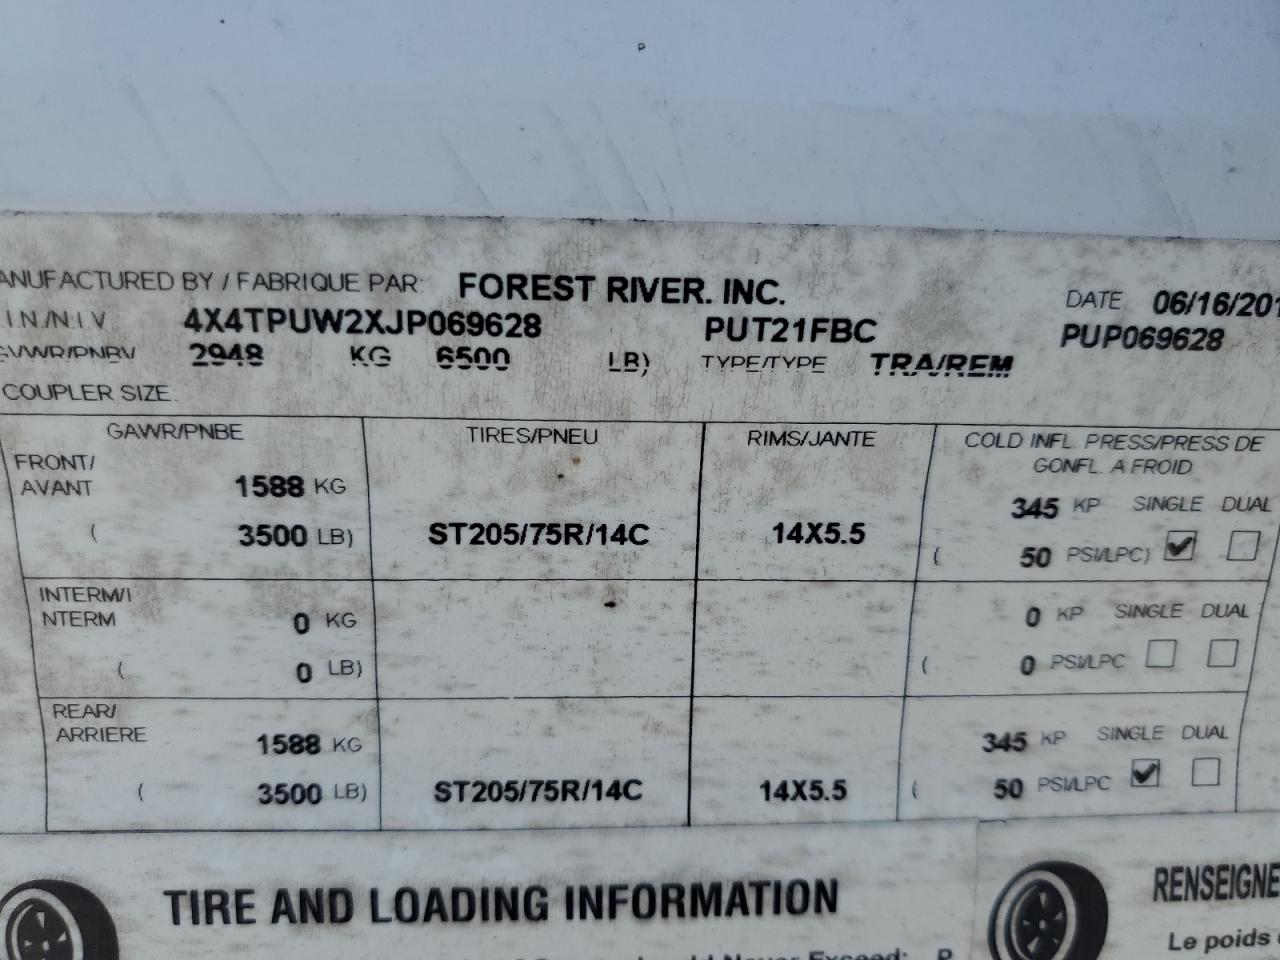 ANUFACTURED BY / FABRIQUE PAR: FOREST RIVER. INC. DATE 06/16/201
I N./N I V 4X4TPUW2XJP069628 PUT21FBC PUP069628
GVWR/PNBV 2948 KG 6500 LB) TYPE/TYPE TRA/REM
COUPLER SIZE
GAWR/PNBE TIRES/PNEU RIMS/JANTE COLD INFL. PRESS/PRESS DE
GONFL. A FROID
FRONT/
AVANT 1588 KG 345 KP SINGLE DUAL
( 3500 LB) ST205/75R/14C 14X5.5 ( 50 PSI/LPC)
INTERM/I
NTERM 0 KG 0 KP SINGLE DUAL
( 0 LB) ( 0 PSI/LPC
REAR/
ARRIERE 1588 KG 345 KP SINGLE DUAL
( 3500 LB) ST205/75R/14C 14X5.5 ( 50 PSI/LPC
TIRE AND LOADING INFORMATION RENSEIGNE
Never Exceed: Le poids